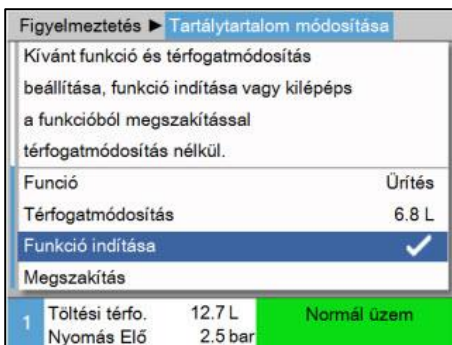 Figyelmeztetés ▶ Tartálytartalom módosítása
Kívánt funkció és térfogatmódosítás
beállítása, funkció indítása vagy kilépéps
a funkcióból megszakítással
térfogatmódosítás nélkül.
Funció Ürítés
Térfogatmódosítás 6.8 L
Funkció indítása ✓
Megszakítás
1 Töltési térfo. 12.7 L Normál üzem
Nyomás Elő 2.5 bar